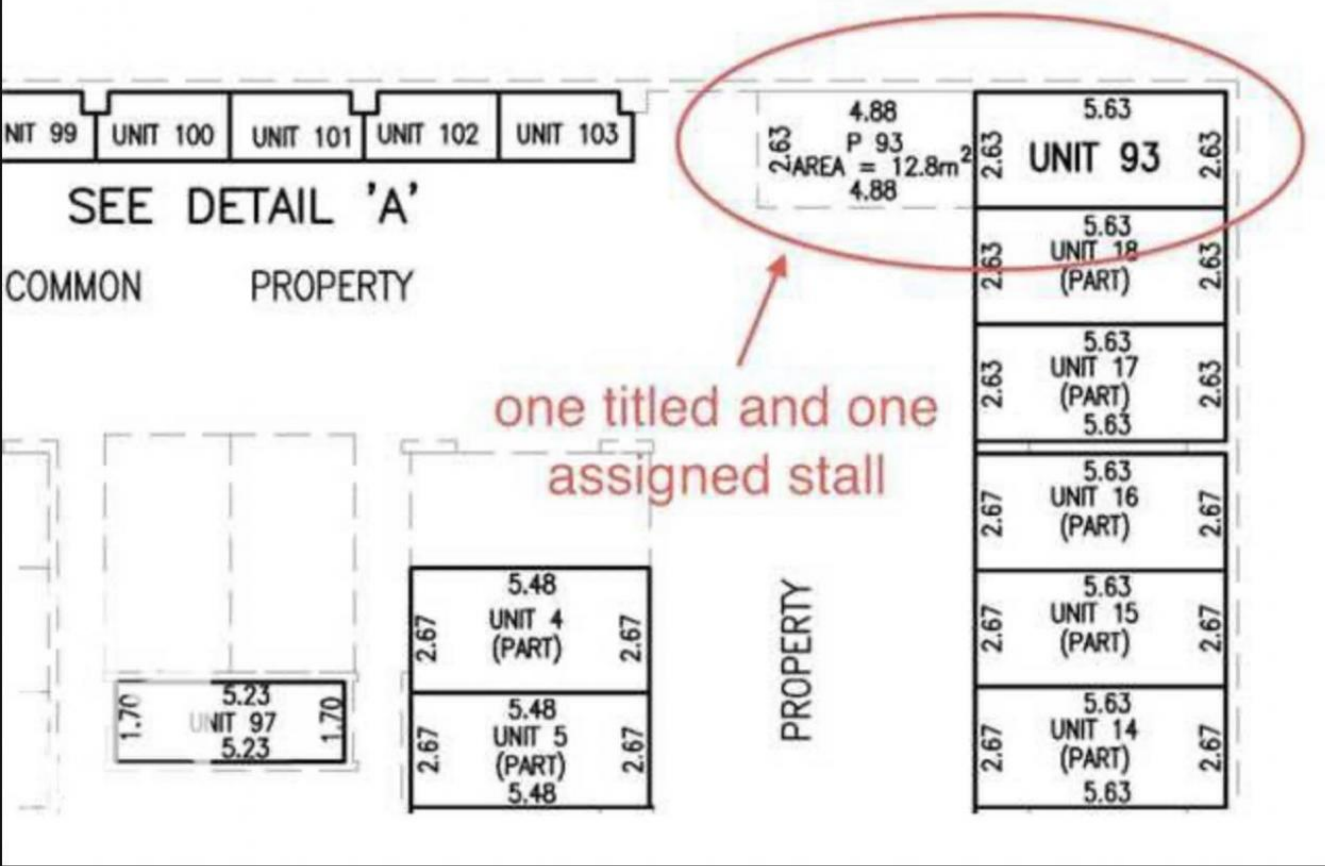 NIT 99
UNIT 100
UNIT 101
UNIT 102
UNIT 103
SEE DETAIL 'A'
COMMON PROPERTY
4.88
2.63
P 93
AREA = 12.8m²
4.88
5.63
2.63
UNIT 93
2.63
5.63
2.63
UNIT 18
(PART)
2.63
5.63
2.63
UNIT 17
(PART)
2.63
5.63
one titled and one
assigned stall
5.63
2.67
UNIT 16
(PART)
2.67
5.63
2.67
UNIT 15
(PART)
2.67
5.63
2.67
UNIT 14
(PART)
2.67
5.63
PROPERTY
5.48
2.67
UNIT 4
(PART)
2.67
5.48
2.67
UNIT 5
(PART)
2.67
5.48
1.70
5.23
UNIT 97
1.70
5.23